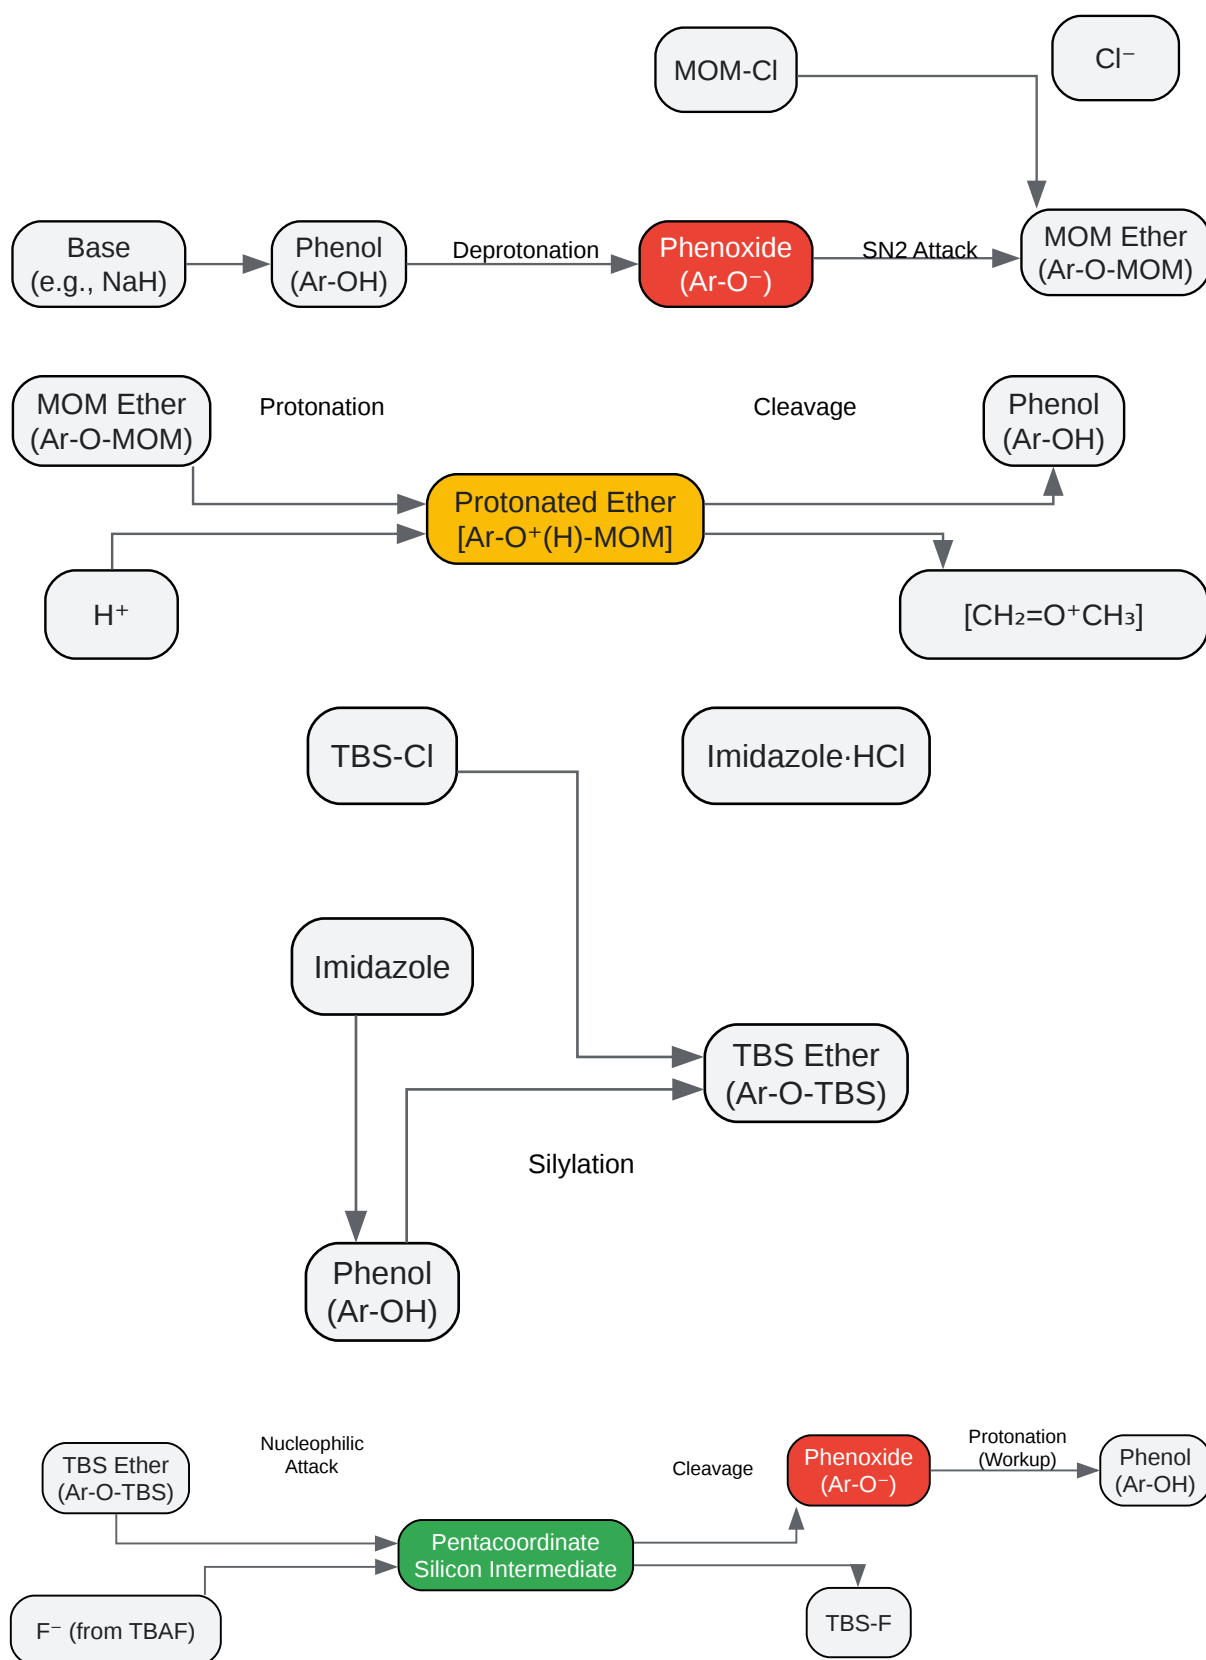 MOM-Cl
Cl⁻
Base
(e.g., NaH)
Phenol
(Ar-OH)
Deprotonation
Phenoxide
(Ar-O⁻)
SN2 Attack
MOM Ether
(Ar-O-MOM)
MOM Ether
(Ar-O-MOM)
Protonation
Cleavage
Phenol
(Ar-OH)
Protonated Ether
[Ar-O⁺(H)-MOM]
H⁺
[CH₂=O⁺CH₃]
TBS-Cl
Imidazole·HCl
Imidazole
TBS Ether
(Ar-O-TBS)
Silylation
Phenol
(Ar-OH)
TBS Ether
(Ar-O-TBS)
Nucleophilic
Attack
Cleavage
Phenoxide
(Ar-O⁻)
Protonation
(Workup)
Phenol
(Ar-OH)
Pentacoordinate
Silicon Intermediate
F⁻ (from TBAF)
TBS-F